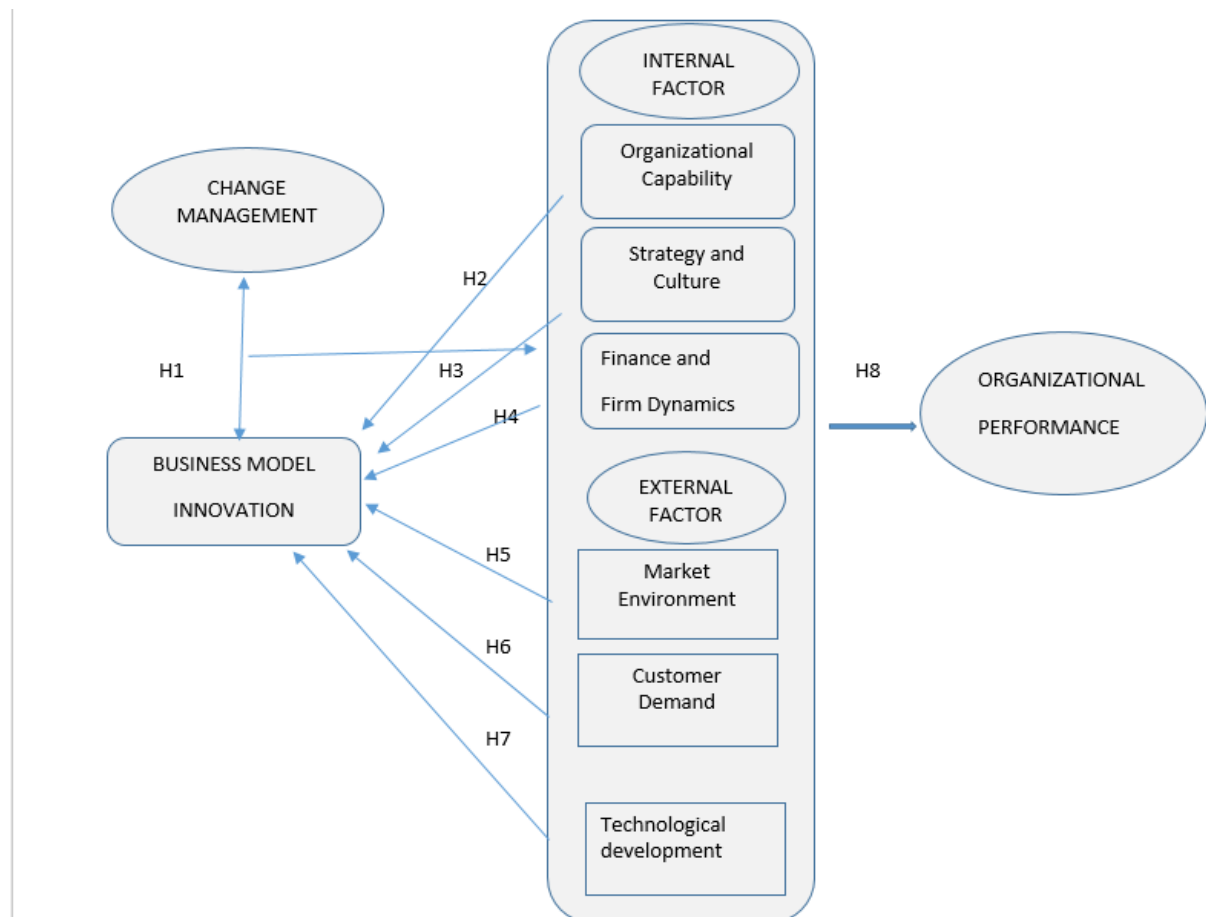 INTERNAL
FACTOR
Organizational
Capability
CHANGE
MANAGEMENT
Strategy and
Culture
H2
Finance and
Firm Dynamics
H1
H3
H8
ORGANIZATIONAL
PERFORMANCE
H4
BUSINESS MODEL
INNOVATION
EXTERNAL
FACTOR
H5
Market
Environment
H6
Customer
Demand
H7
Technological
development